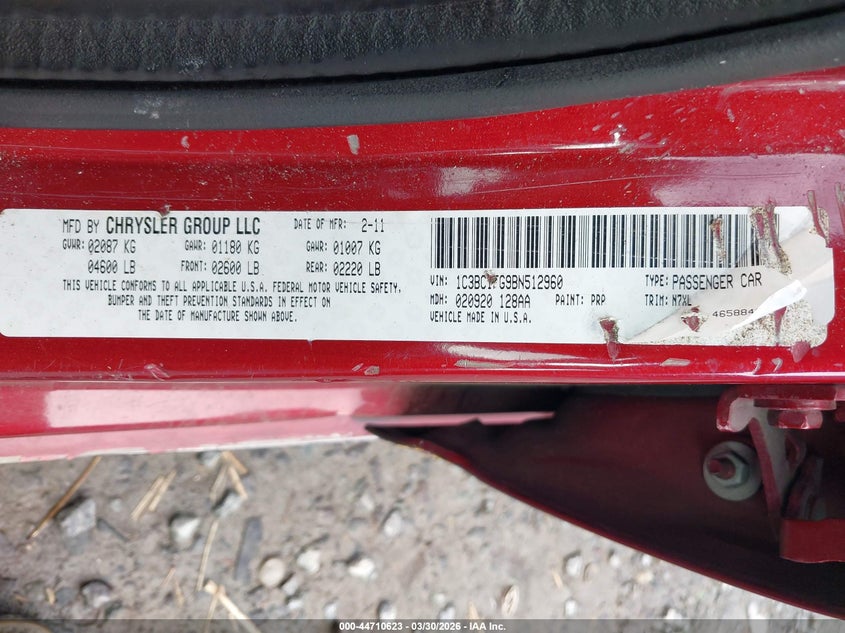 MFD BY CHRYSLER GROUP LLC DATE OF MFR: 2-11
GVWR: 02087 KG GAWR: 01180 KG GAWR: 01007 KG
04600 LB FRONT: 02600 LB REAR: 02220 LB
THIS VEHICLE CONFORMS TO ALL APPLICABLE U.S.A. FEDERAL MOTOR VEHICLE SAFETY,
BUMPER AND THEFT PREVENTION STANDARDS IN EFFECT ON
THE DATE OF MANUFACTURE SHOWN ABOVE.
VIN: TYPE: PASSENGER CAR
MDH: 020920 128AA PAINT: PRP TRIM: N7XL
VEHICLE MADE IN U.S.A. 465884
000-44710623 - 03/30/2026 - IAA Inc.